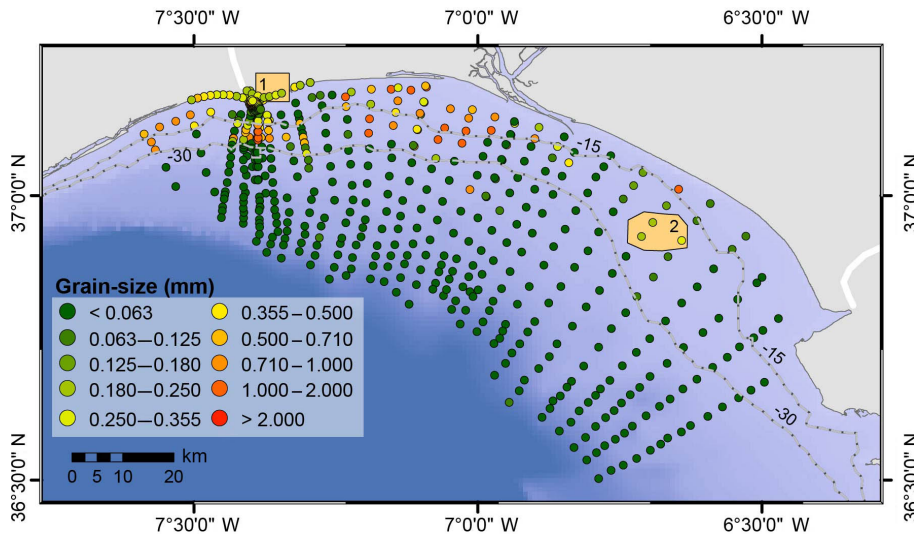 7°30'0" W 7°0'0" W 6°30'0" W
1
-15
-30
37°0'0" N 37°0'0" N
2
Grain-size (mm)
< 0.063 0.355–0.500
0.063–0.125 0.500–0.710
0.125–0.180 0.710–1.000
0.180–0.250 1.000–2.000
0.250–0.355 > 2.000
-15
-30
km
0 5 10 20
36°30'0" N 36°30'0" N
7°30'0" W 7°0'0" W 6°30'0" W